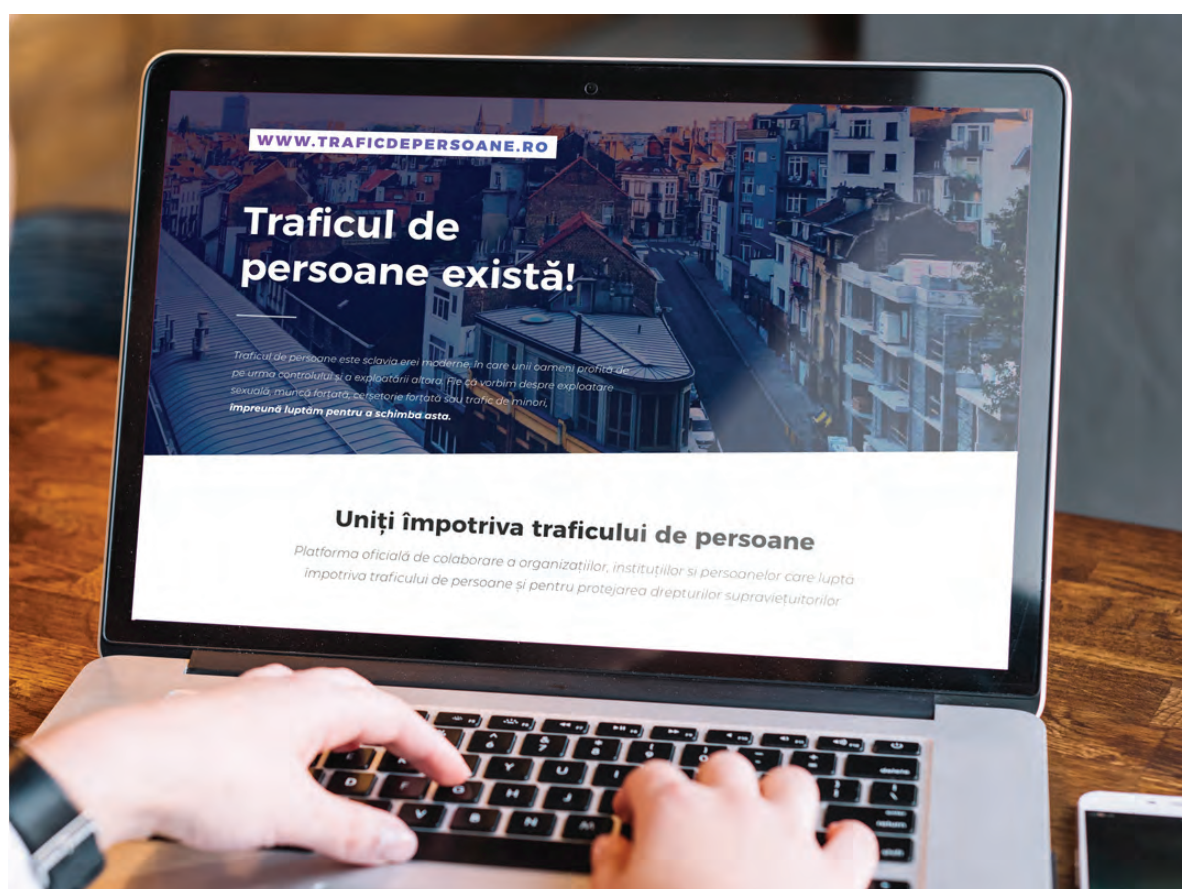 WWW.TRAFICDEPERSOANE.RO
Traficul de
persoane există!
Traficul de persoane este sclavia erei moderne, în care unii oameni profită de
pe urma controlului și a exploatării altora. Fie că vorbim despre exploatare
sexuală, muncă forțată, cerșetorie forțată sau trafic de minori,
împreună luptăm pentru a schimba asta.
Uniți împotriva traficului de persoane
Platforma oficială de colaborare a organizațiilor, instituțiilor si persoanelor care luptă
împotriva traficului de persoane și pentru protejarea drepturilor supraviețuitorilor
Y U
D F G H J
V B N M
delete
return